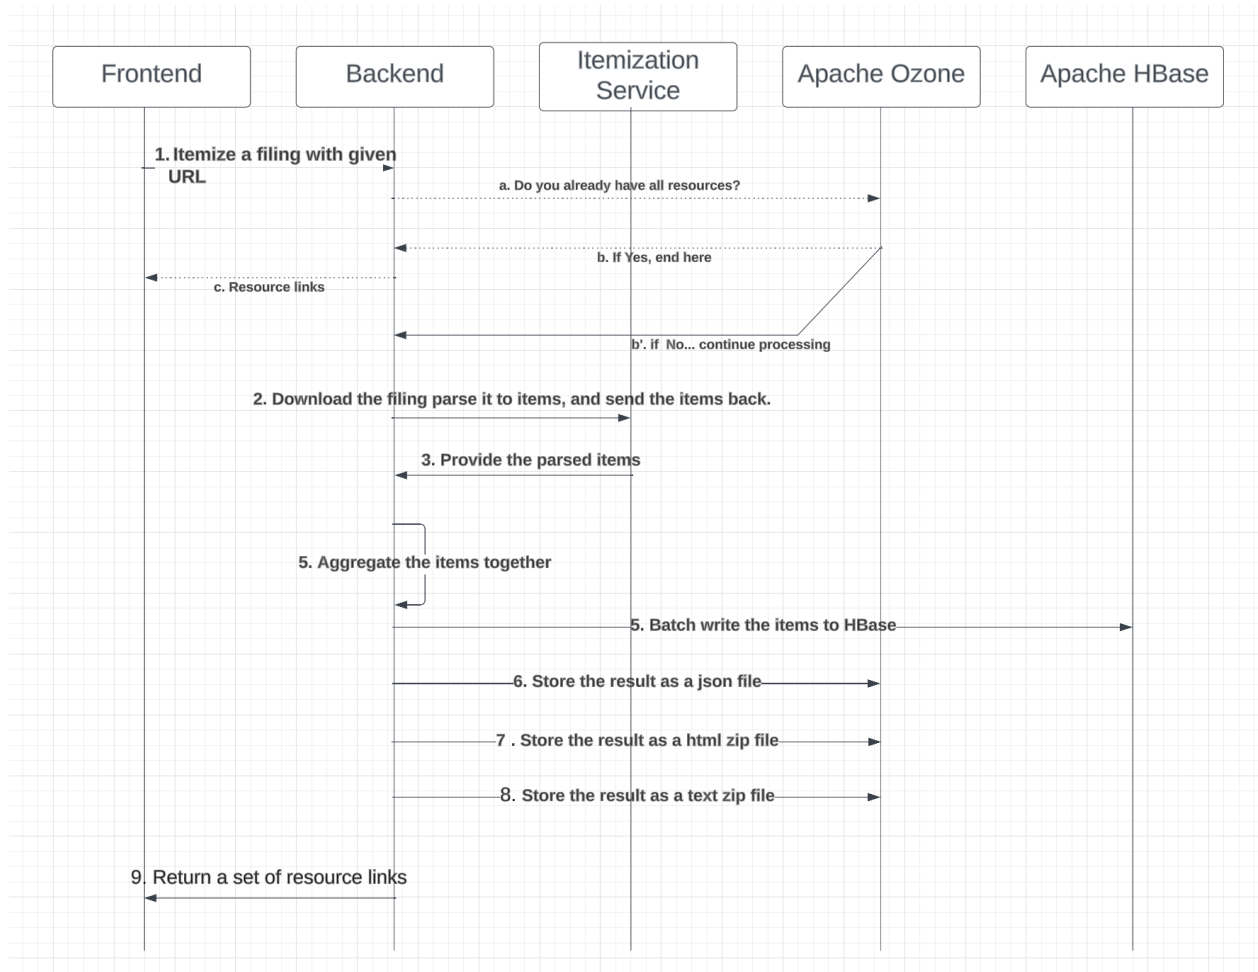 Frontend
Backend
Itemization
Service
Apache Ozone
Apache HBase
1. Itemize a filing with given
URL
a. Do you already have all resources?
b. If Yes, end here
c. Resource links
b'. if  No... continue processing
2. Download the filing parse it to items, and send the items back.
3. Provide the parsed items
5. Aggregate the items together
5. Batch write the items to HBase
6. Store the result as a json file
7 . Store the result as a html zip file
8. Store the result as a text zip file
9. Return a set of resource links